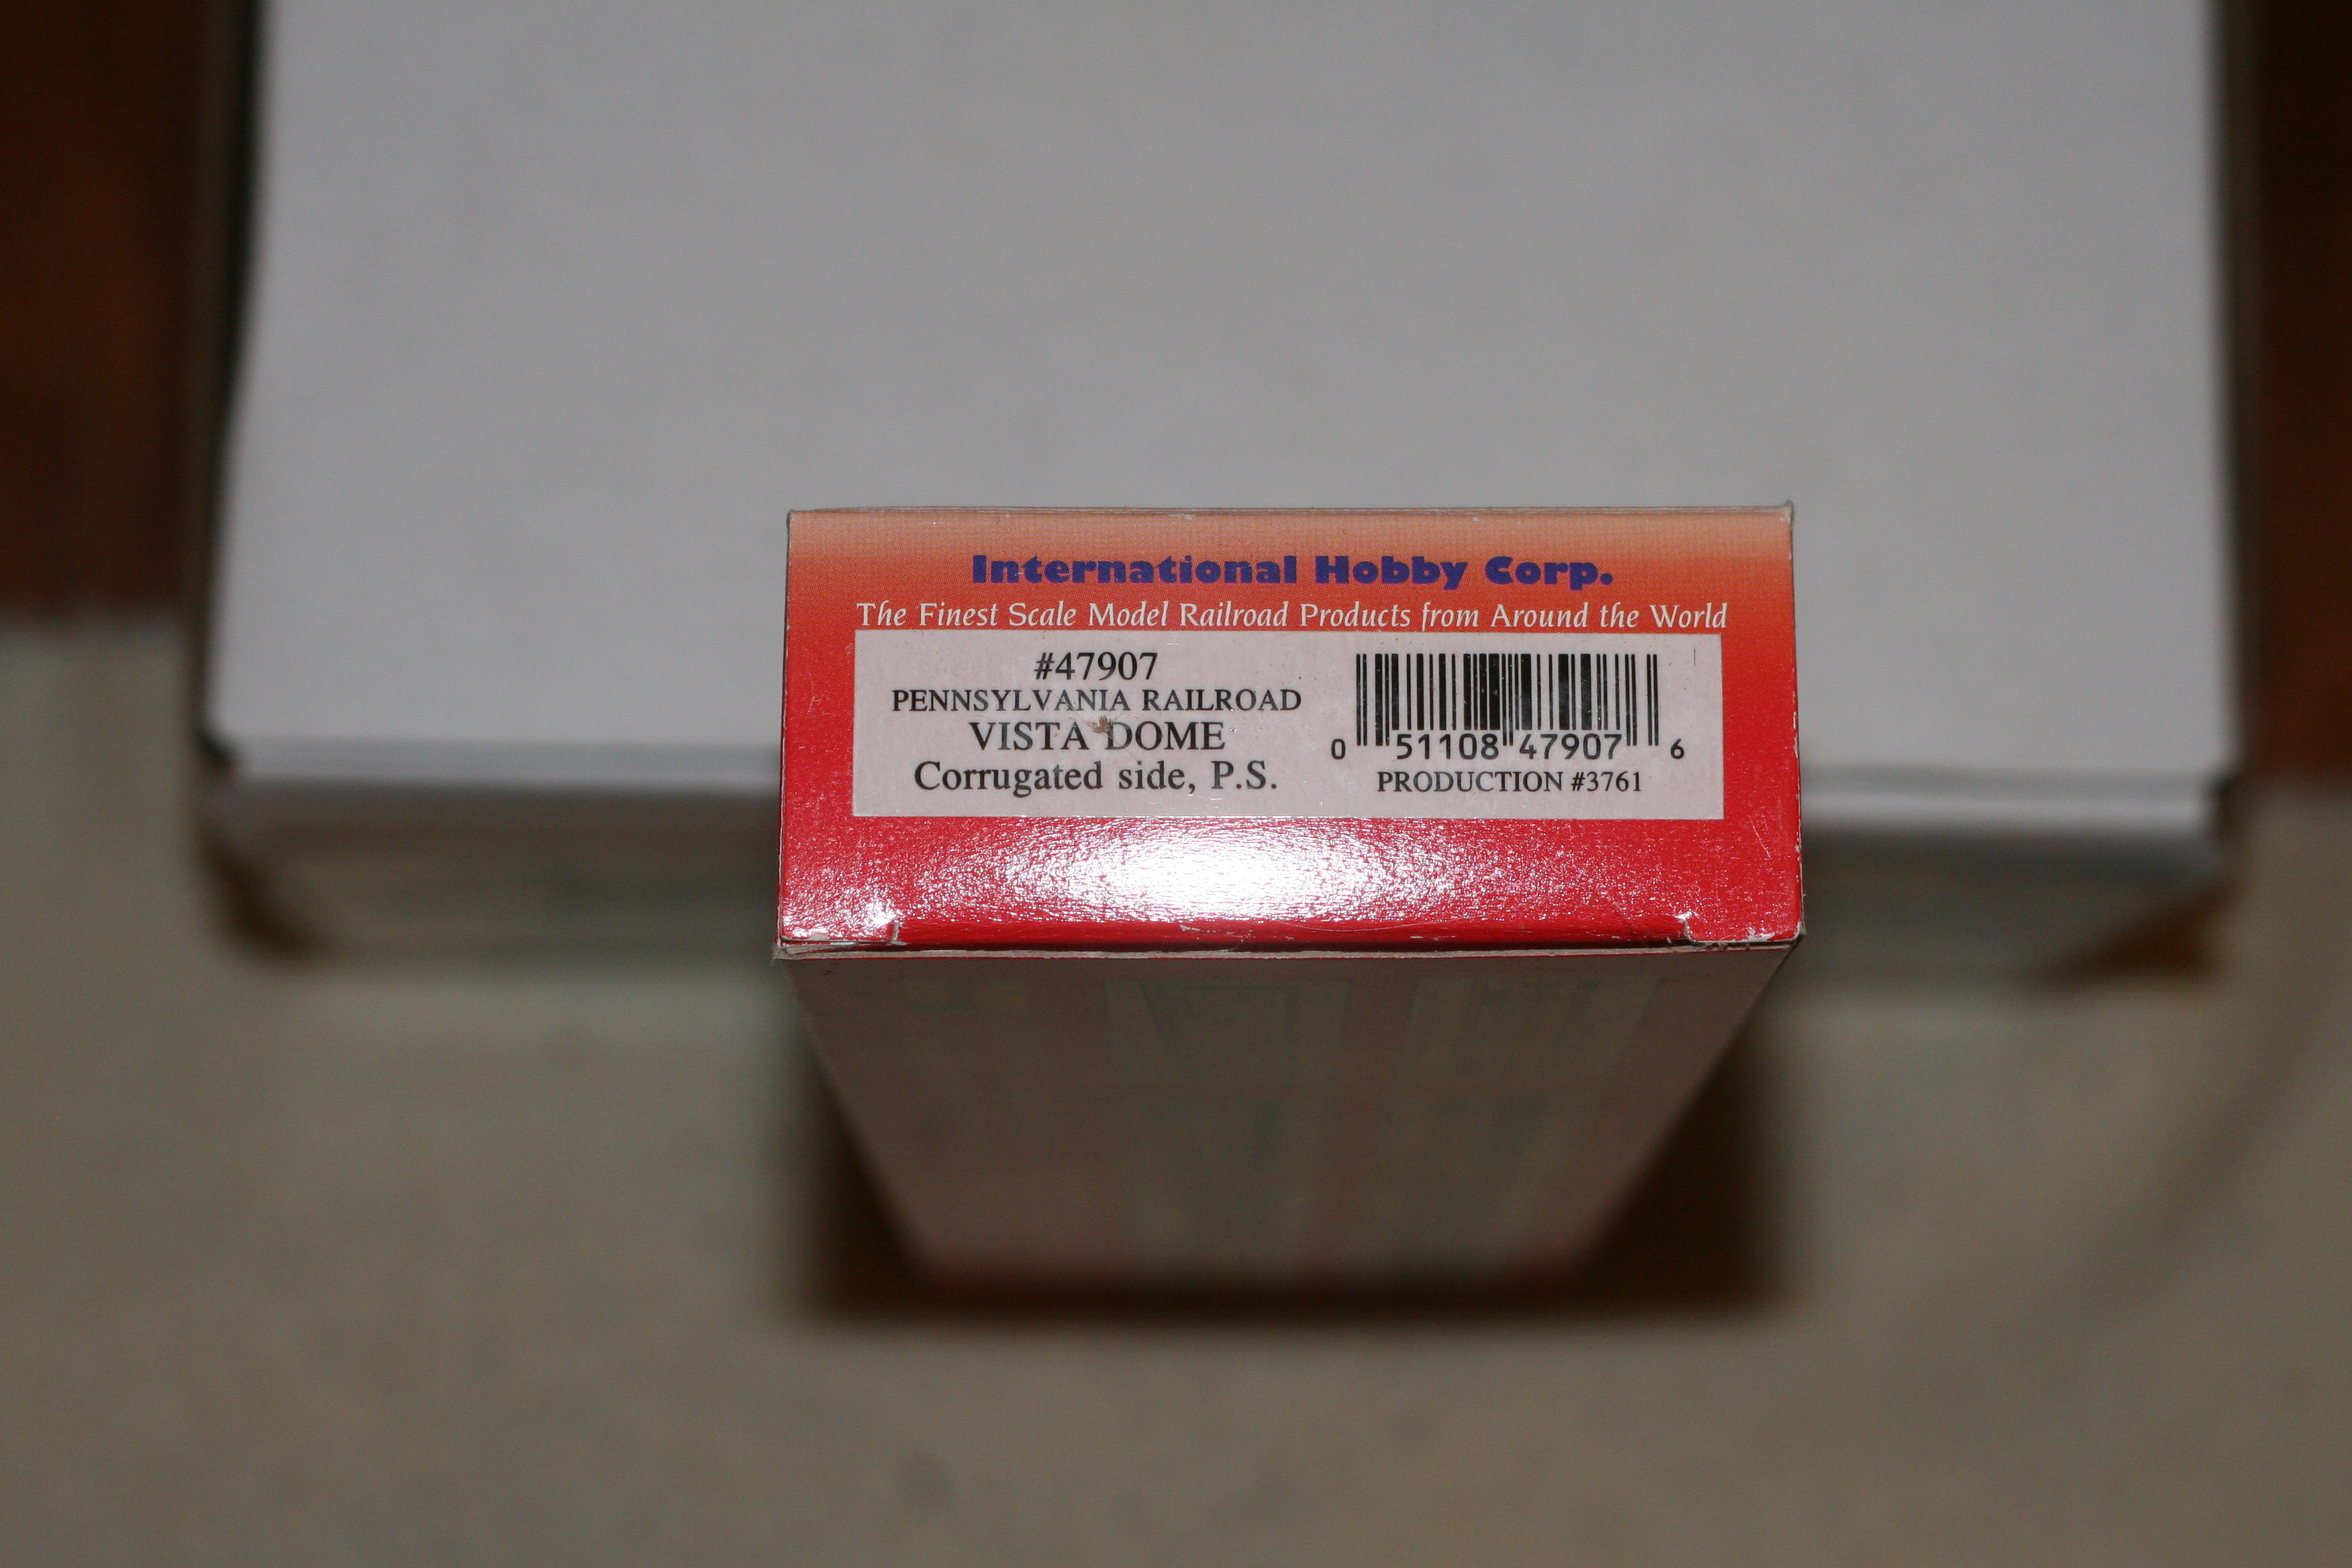 International Hobby Corp.
The Finest Scale Model Railroad Products from Around the World
#47907
PENNSYLVANIA RAILROAD
VISTA DOME
Corrugated side, P.S.
0 51108 47907 6
PRODUCTION #3761